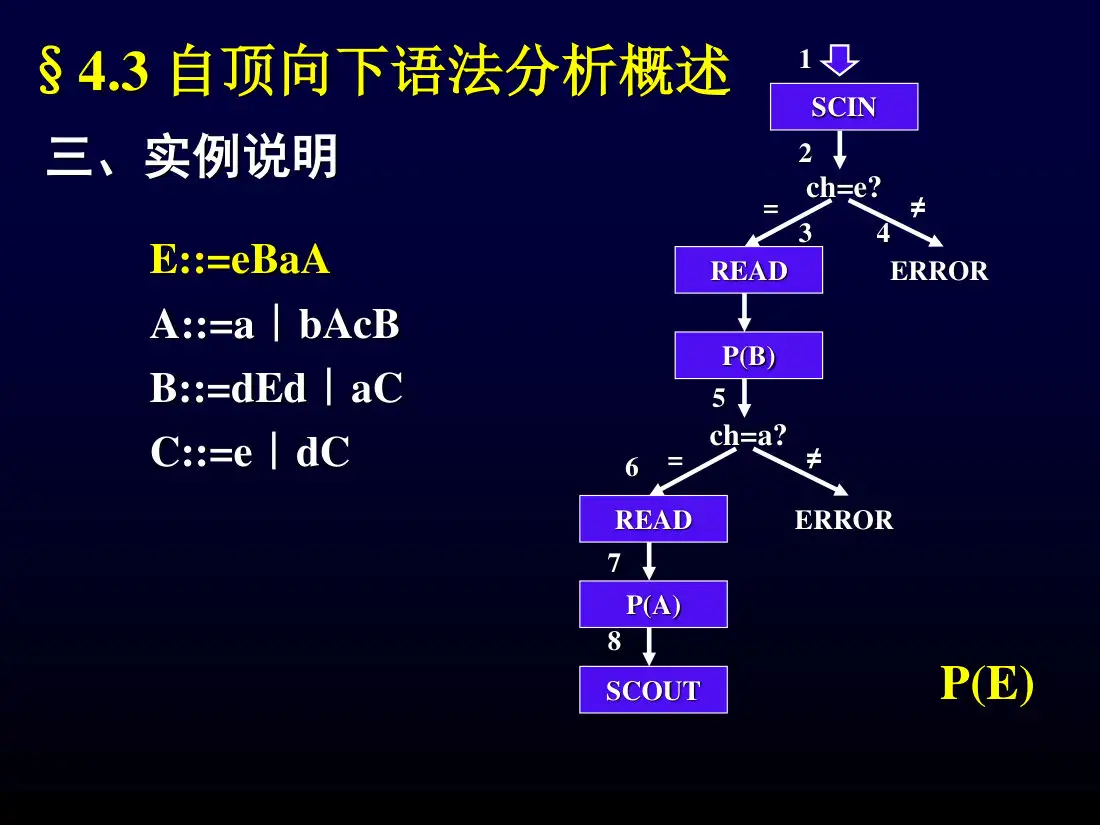 §4.3 自顶向下语法分析概述
三、实例说明
E::=eBaA
A::=a｜bAcB
B::=dEd｜aC
C::=e｜dC
1
SCIN
2
ch=e?
= ≠
3 4
READ ERROR
P(B)
5
ch=a?
6 = ≠
READ ERROR
7
P(A)
8
SCOUT
P(E)